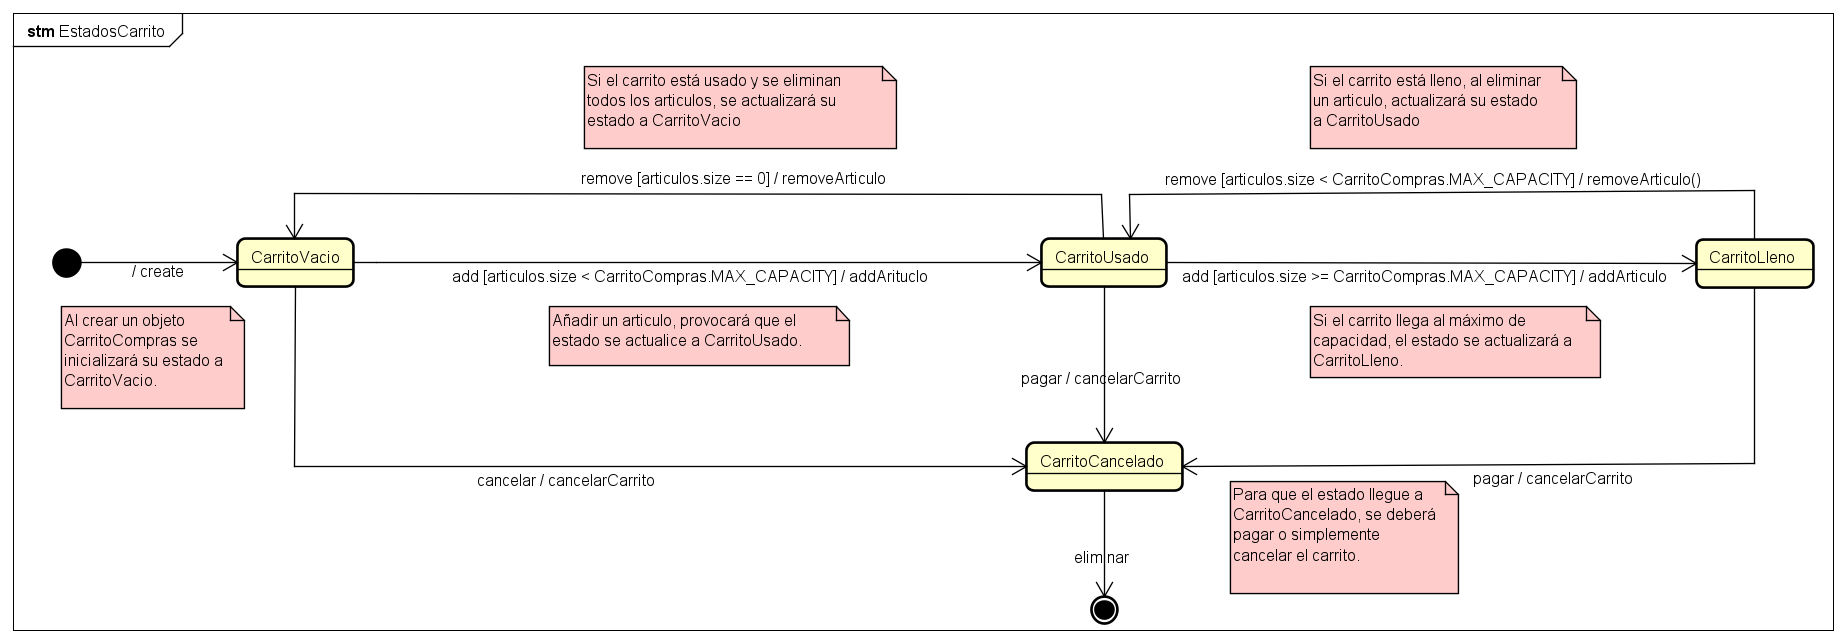 stm EstadosCarrito
Si el carrito está usado y se eliminan
todos los articulos, se actualizará su
estado a CarritoVacio
Si el carrito está lleno, al eliminar
un articulo, actualizará su estado
a CarritoUsado
remove [articulos.size == 0] / removeArticulo
remove [articulos.size < CarritoCompras.MAX_CAPACITY] / removeArticulo()
CarritoVacio
CarritoUsado
CarritoLleno
/ create
add [articulos.size < CarritoCompras.MAX_CAPACITY] / addArituclo
add [articulos.size >= CarritoCompras.MAX_CAPACITY] / addArticulo
Al crear un objeto
CarritoCompras se
inicializará su estado a
CarritoVacio.
Añadir un articulo, provocará que el
estado se actualice a CarritoUsado.
Si el carrito llega al máximo de
capacidad, el estado se actualizará a
CarritoLleno.
pagar / cancelarCarrito
CarritoCancelado
cancelar / cancelarCarrito
pagar / cancelarCarrito
Para que el estado llegue a
CarritoCancelado, se deberá
pagar o simplemente
cancelar el carrito.
eliminar